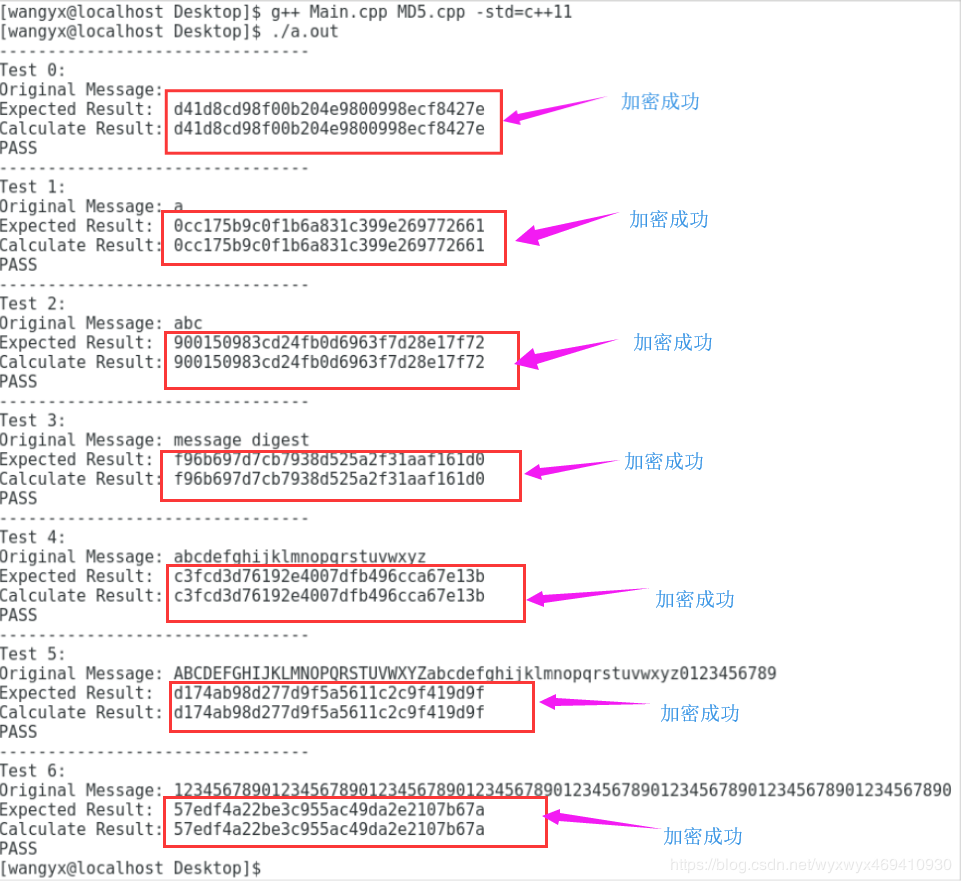 [wangyx@localhost Desktop]$ g++ Main.cpp MD5.cpp -std=c++11
[wangyx@localhost Desktop]$ ./a.out
--------------------------------
Test 0:
Original Message:
Expected Result:  d41d8cd98f00b204e9800998ecf8427e
加密成功
Calculate Result: d41d8cd98f00b204e9800998ecf8427e
PASS
--------------------------------
Test 1:
Original Message: a
Expected Result:  0cc175b9c0f1b6a831c399e269772661
加密成功
Calculate Result: 0cc175b9c0f1b6a831c399e269772661
PASS
--------------------------------
Test 2:
Original Message: abc
Expected Result:  900150983cd24fb0d6963f7d28e17f72
加密成功
Calculate Result: 900150983cd24fb0d6963f7d28e17f72
PASS
--------------------------------
Test 3:
Original Message: message digest
Expected Result:  f96b697d7cb7938d525a2f31aaf161d0
加密成功
Calculate Result: f96b697d7cb7938d525a2f31aaf161d0
PASS
--------------------------------
Test 4:
Original Message: abcdefghijklmnopqrstuvwxyz
Expected Result:  c3fcd3d76192e4007dfb496cca67e13b
Calculate Result: c3fcd3d76192e4007dfb496cca67e13b
加密成功
PASS
--------------------------------
Test 5:
Original Message: ABCDEFGHIJKLMNOPQRSTUVWXYZabcdefghijklmnopqrstuvwxyz0123456789
Expected Result:  d174ab98d277d9f5a5611c2c9f419d9f
Calculate Result: d174ab98d277d9f5a5611c2c9f419d9f
加密成功
PASS
--------------------------------
Test 6:
Original Message: 12345678901234567890123456789012345678901234567890123456789012345678901234567890
Expected Result:  57edf4a22be3c955ac49da2e2107b67a
Calculate Result: 57edf4a22be3c955ac49da2e2107b67a
加密成功
PASS
[wangyx@localhost Desktop]$
https://blog.csdn.net/wyxwyx469410930